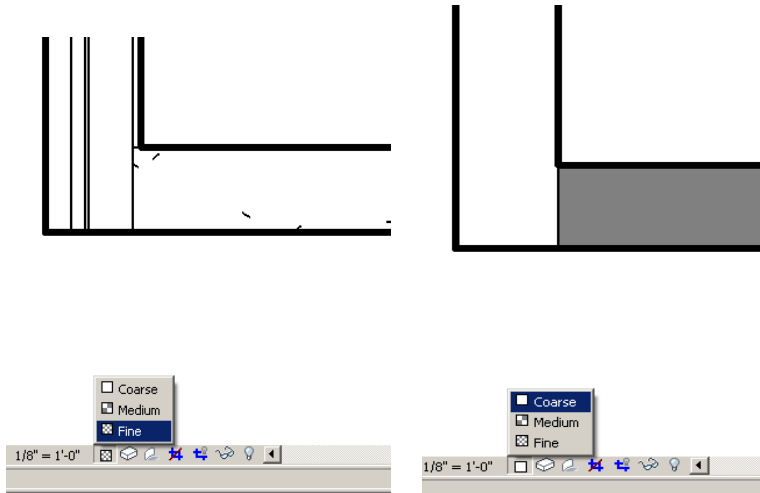 Coarse
Medium
Fine
1/8" = 1'-0"
Coarse
Medium
Fine
1/8" = 1'-0"